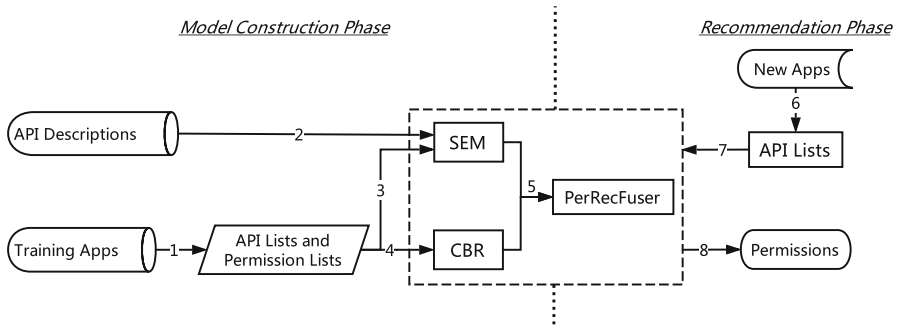 Model Construction Phase
Recommendation Phase
New Apps
6
API Descriptions
2
SEM
7
API Lists
3
5
PerRecFuser
Training Apps
1
API Lists and
Permission Lists
4
CBR
8
Permissions